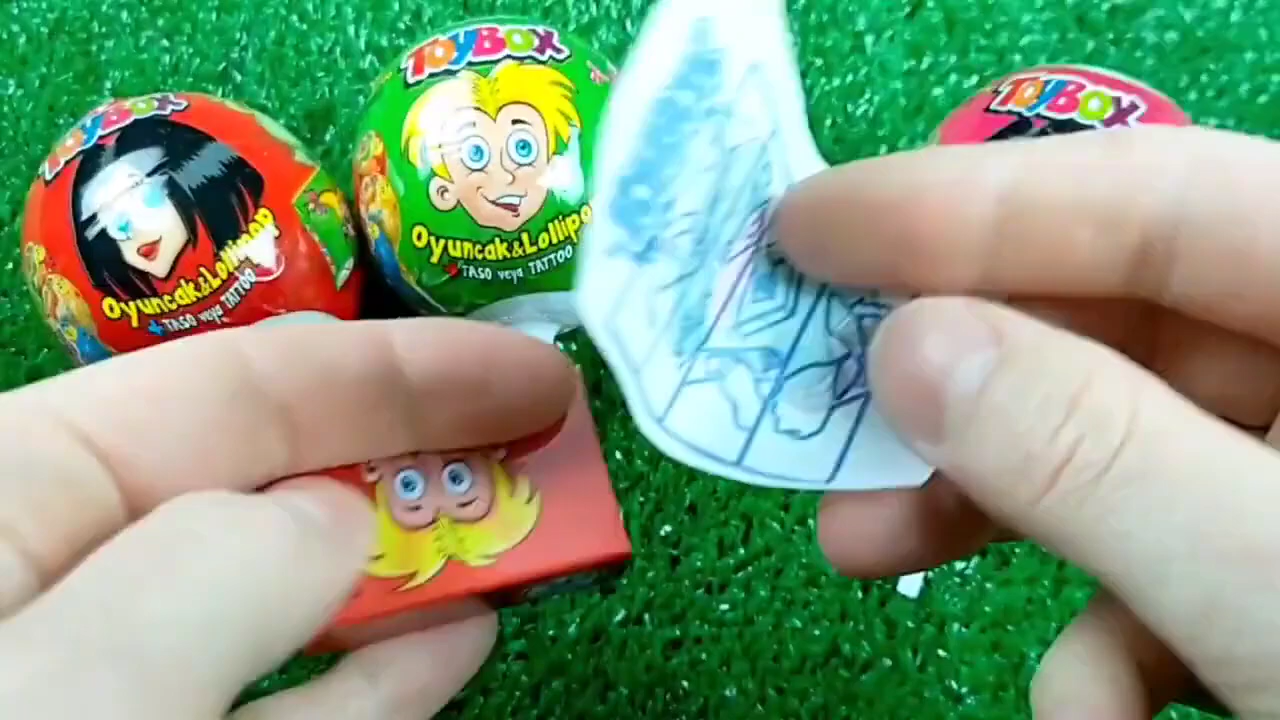 TOYBOX
Oyuncak&Lollipop
+ TASO veya TATTOO
TOYBOX
Oyuncak&Lollipo
+ TASO veya TATTOO
TOYBOX